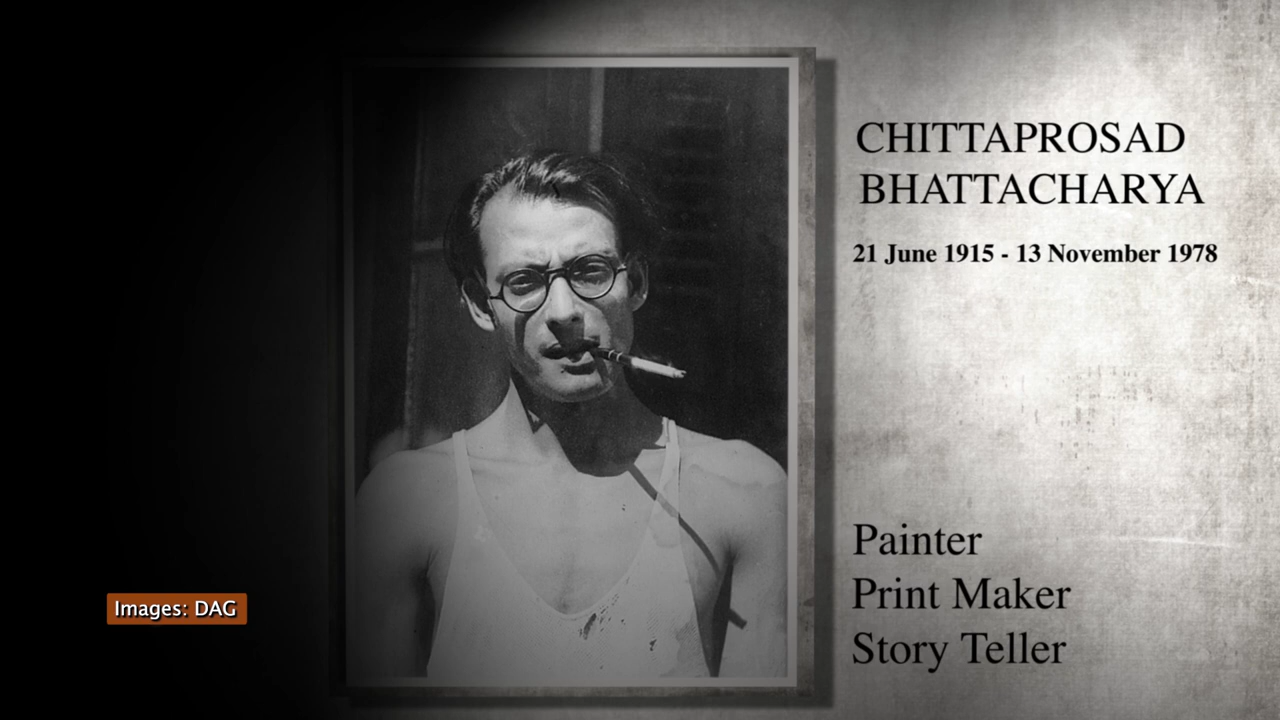 CHITTAPROSAD
BHATTACHARYA
21 June 1915 - 13 November 1978
Painter
Print Maker
Story Teller
Images: DAG